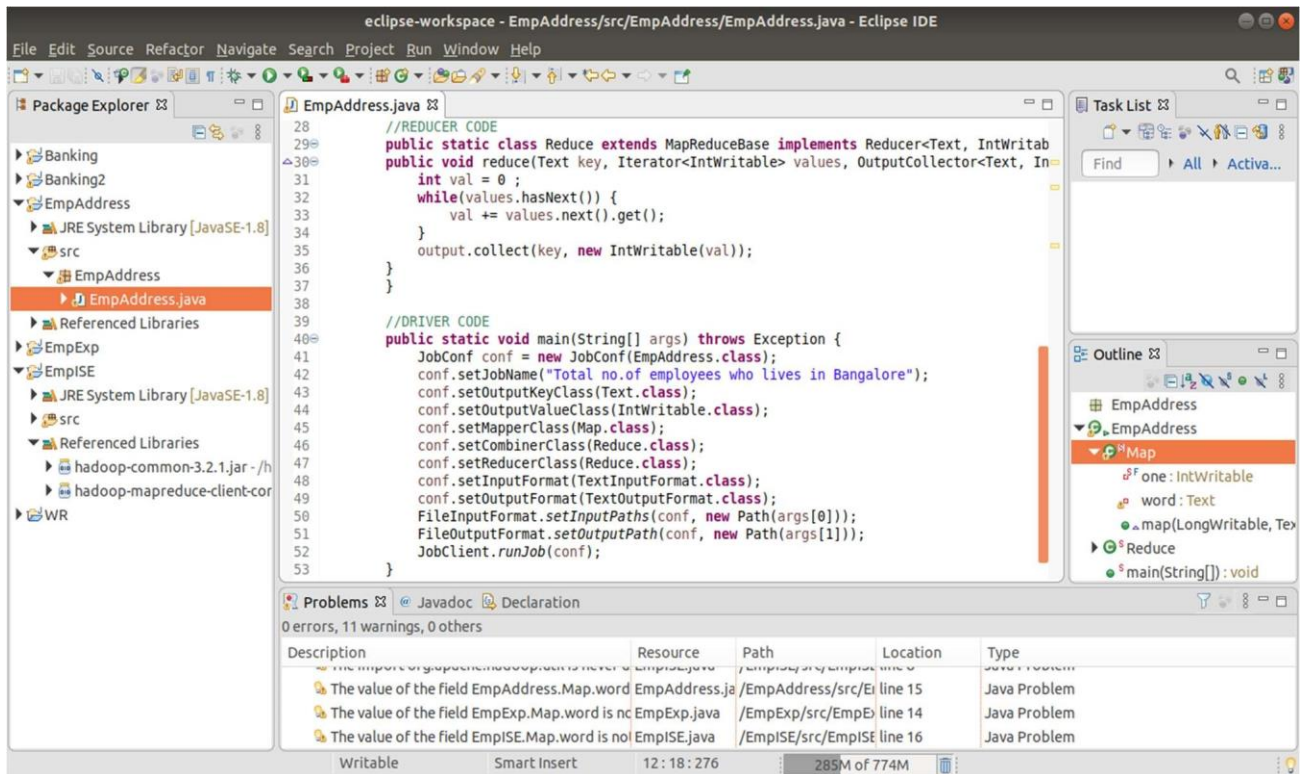 eclipse-workspace - EmpAddress/src/EmpAddress/EmpAddress.java - Eclipse IDE
File Edit Source Refactor Navigate Search Project Run Window Help
Package Explorer
Banking
Banking2
EmpAddress
JRE System Library [JavaSE-1.8]
src
EmpAddress
EmpAddress.java
Referenced Libraries
EmpExp
EmpISE
JRE System Library [JavaSE-1.8]
src
Referenced Libraries
hadoop-common-3.2.1.jar - /h
hadoop-mapreduce-client-cor
WR
EmpAddress.java
28 //REDUCER CODE
29 public static class Reduce extends MapReduceBase implements Reducer<Text, IntWritab
30 public void reduce(Text key, Iterator<IntWritable> values, OutputCollector<Text, In
31 int val = 0 ;
32 while(values.hasNext()) {
33 val += values.next().get();
34 }
35 output.collect(key, new IntWritable(val));
36 }
37 }
38
39 //DRIVER CODE
40 public static void main(String[] args) throws Exception {
41 JobConf conf = new JobConf(EmpAddress.class);
42 conf.setJobName("Total no.of employees who lives in Bangalore");
43 conf.setOutputKeyClass(Text.class);
44 conf.setOutputValueClass(IntWritable.class);
45 conf.setMapperClass(Map.class);
46 conf.setCombinerClass(Reduce.class);
47 conf.setReducerClass(Reduce.class);
48 conf.setInputFormat(TextInputFormat.class);
49 conf.setOutputFormat(TextOutputFormat.class);
50 FileInputFormat.setInputPaths(conf, new Path(args[0]));
51 FileOutputFormat.setOutputPath(conf, new Path(args[1]));
52 JobClient.runJob(conf);
53 }
Task List
Find All Activa...
Outline
EmpAddress
EmpAddress
Map
one : IntWritable
word : Text
map(LongWritable, Tex
Reduce
main(String[]) : void
Problems Javadoc Declaration
0 errors, 11 warnings, 0 others
Description Resource Path Location Type
The value of the field EmpAddress.Map.word EmpAddress.ja /EmpAddress/src/E line 15 Java Problem
The value of the field EmpExp.Map.word is nc EmpExp.java /EmpExp/src/EmpE line 14 Java Problem
The value of the field EmpISE.Map.word is no EmpISE.java /EmpISE/src/EmpISE line 16 Java Problem
Writable Smart Insert 12 : 18 : 276 285M of 774M